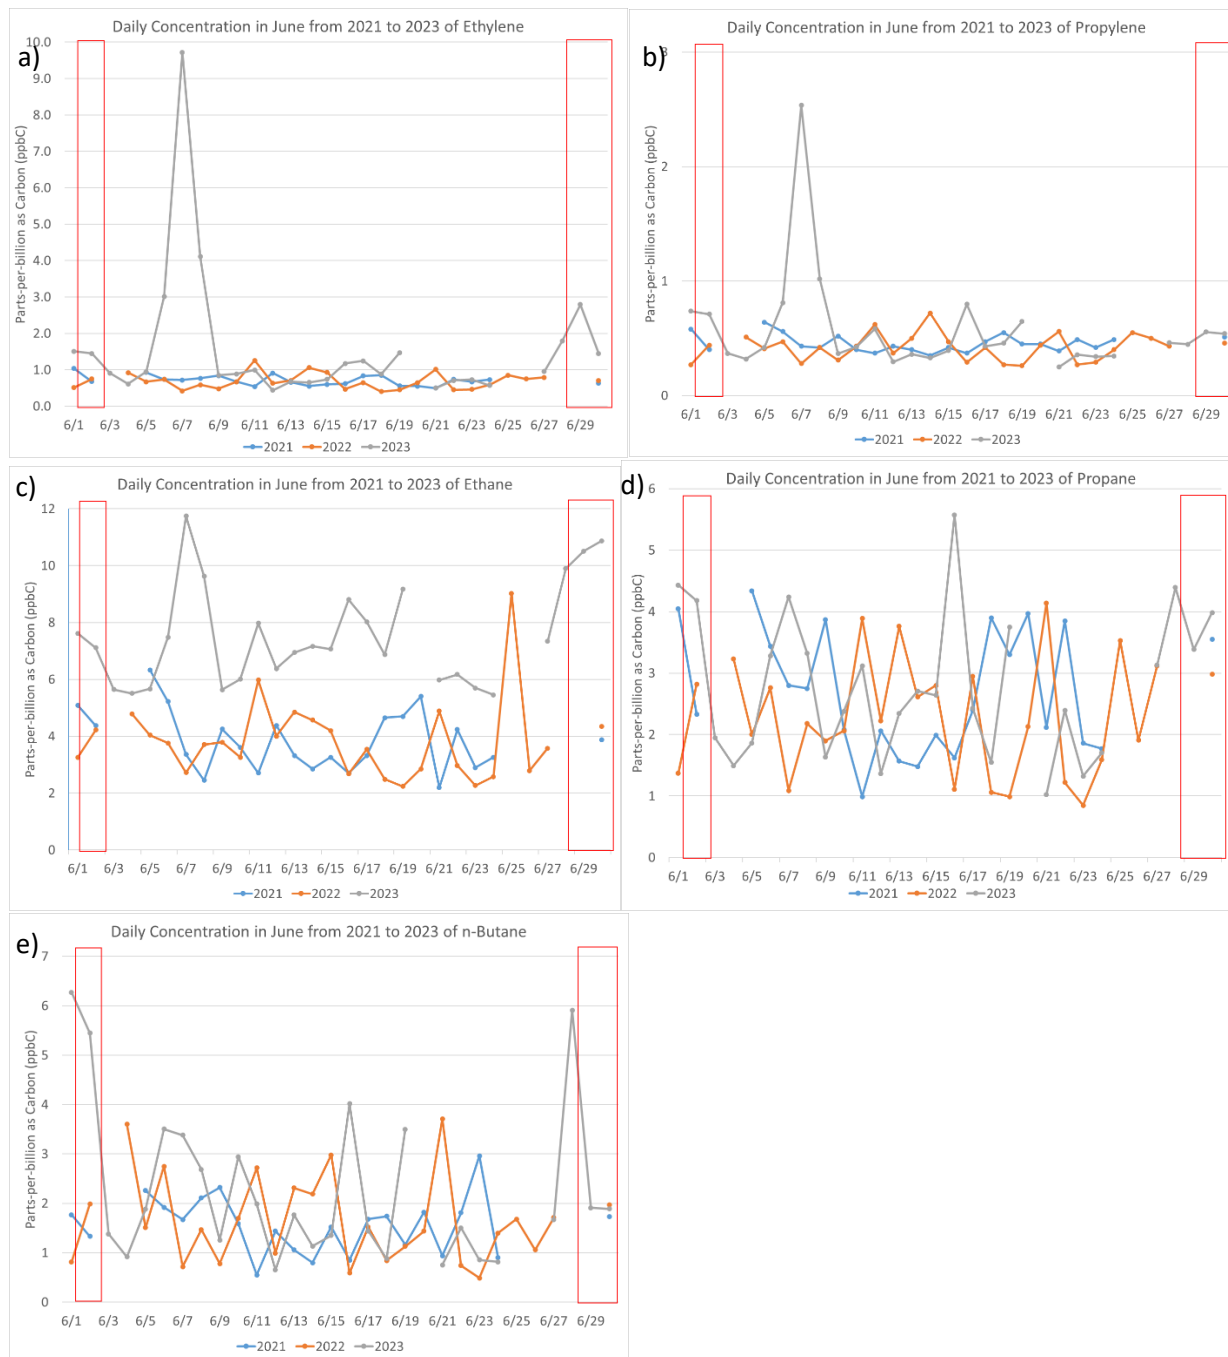 a)
Daily Concentration in June from 2021 to 2023 of Ethylene
Parts-per-billion as Carbon (ppbC)
10.0
9.0
8.0
7.0
6.0
5.0
4.0
3.0
2.0
1.0
0.0
6/1 6/3 6/5 6/7 6/9 6/11 6/13 6/15 6/17 6/19 6/21 6/23 6/25 6/27 6/29
2021 2022 2023
b)
Daily Concentration in June from 2021 to 2023 of Propylene
Parts-per-billion as Carbon (ppbC)
3
2
1
0
6/1 6/3 6/5 6/7 6/9 6/11 6/13 6/15 6/17 6/19 6/21 6/23 6/25 6/27 6/29
2021 2022 2023
c)
Daily Concentration in June from 2021 to 2023 of Ethane
Parts-per-billion as Carbon (ppbC)
12
10
8
6
4
2
0
6/1 6/3 6/5 6/7 6/9 6/11 6/13 6/15 6/17 6/19 6/21 6/23 6/25 6/27 6/29
2021 2022 2023
d)
Daily Concentration in June from 2021 to 2023 of Propane
Parts-per-billion as Carbon (ppbC)
6
5
4
3
2
1
0
6/1 6/3 6/5 6/7 6/9 6/11 6/13 6/15 6/17 6/19 6/21 6/23 6/25 6/27 6/29
2021 2022 2023
e)
Daily Concentration in June from 2021 to 2023 of n-Butane
Parts-per-billion as Carbon (ppbC)
7
6
5
4
3
2
1
0
6/1 6/3 6/5 6/7 6/9 6/11 6/13 6/15 6/17 6/19 6/21 6/23 6/25 6/27 6/29
2021 2022 2023